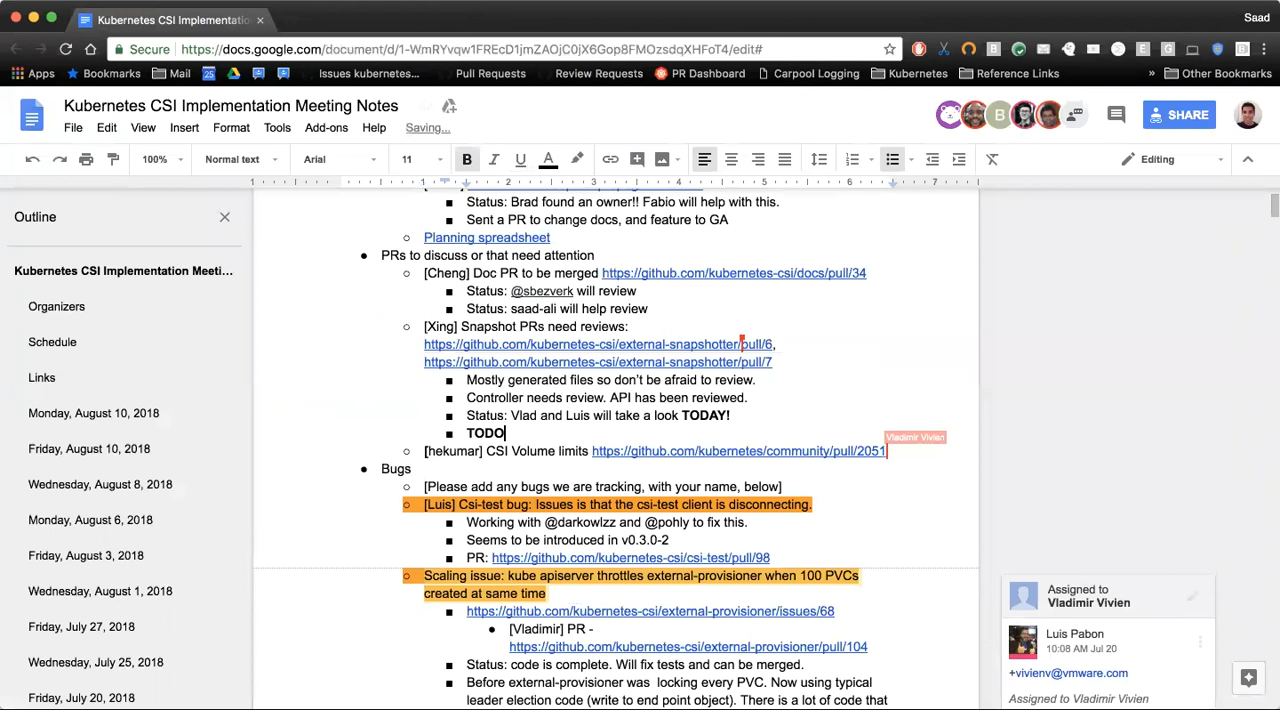 Kubernetes CSI Implementatio
Saad
Secure
https://docs.google.com/document/d/1-WmRYvqw1FREcD1jmZAOjC0jX6Gop8FMOzsdqXHFoT4/edit#
Apps Bookmarks Mail 25 Issues kubernetes... Pull Requests Review Requests PR Dashboard Carpool Logging Kubernetes Reference Links » Other Bookmarks
Kubernetes CSI Implementation Meeting Notes
File Edit View Insert Format Tools Add-ons Help Saving...
B
SHARE
100% Normal text Arial 11 B I U A Editing
1 1 2 3 4 5 6 7
Outline
Kubernetes CSI Implementation Meeti...
Organizers
Schedule
Links
Monday, August 10, 2018
Friday, August 10, 2018
Wednesday, August 8, 2018
Monday, August 6, 2018
Friday, August 3, 2018
Wednesday, August 1, 2018
Friday, July 27, 2018
Wednesday, July 25, 2018
Friday, July 20, 2018
Status: Brad found an owner!! Fabio will help with this.
Sent a PR to change docs, and feature to GA
Planning spreadsheet
PRs to discuss or that need attention
[Cheng] Doc PR to be merged https://github.com/kubernetes-csi/docs/pull/34
Status: @sbezverk will review
Status: saad-ali will help review
[Xing] Snapshot PRs need reviews:
https://github.com/kubernetes-csi/external-snapshotter/pull/6,
https://github.com/kubernetes-csi/external-snapshotter/pull/7
Mostly generated files so don't be afraid to review.
Controller needs review. API has been reviewed.
Status: Vlad and Luis will take a look TODAY!
TODO
Vladimir Vivien
[hekumar] CSI Volume limits https://github.com/kubernetes/community/pull/2051
Bugs
[Please add any bugs we are tracking, with your name, below]
[Luis] Csi-test bug: Issues is that the csi-test client is disconnecting.
Working with @darkowlzz and @pohly to fix this.
Seems to be introduced in v0.3.0-2
PR: https://github.com/kubernetes-csi/csi-test/pull/98
Scaling issue: kube apiserver throttles external-provisioner when 100 PVCs
created at same time
https://github.com/kubernetes-csi/external-provisioner/issues/68
[Vladimir] PR -
https://github.com/kubernetes-csi/external-provisioner/pull/104
Status: code is complete. Will fix tests and can be merged.
Before external-provisioner was locking every PVC. Now using typical
leader election code (write to end point object). There is a lot of code that
Assigned to
Vladimir Vivien
Luis Pabon
10:08 AM Jul 20
+vivienv@vmware.com
Assigned to Vladimir Vivien